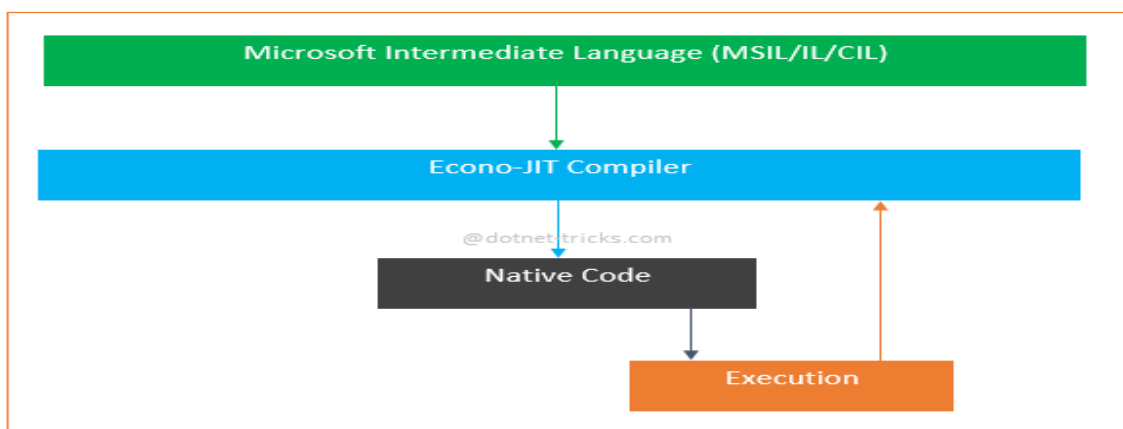 Microsoft Intermediate Language (MSIL/IL/CIL)
Econo-JIT Compiler
@dotnet-tricks.com
Native Code
Execution